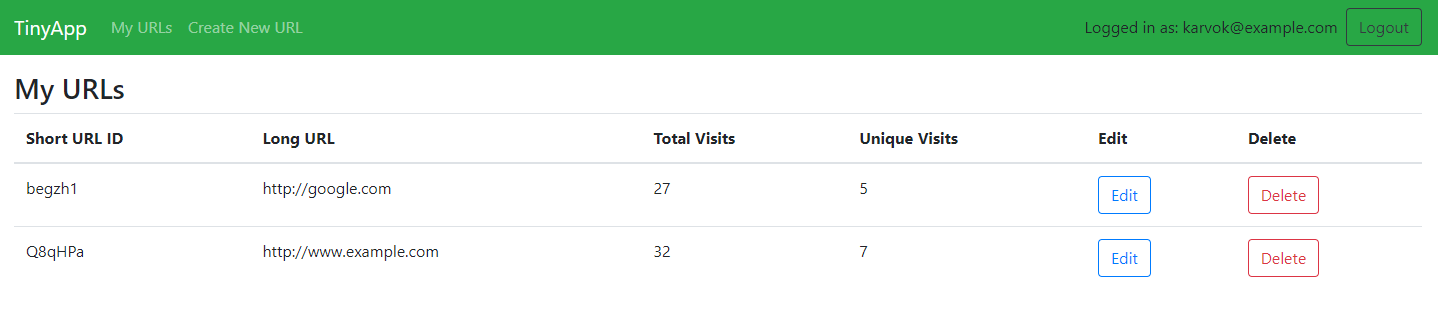 TinyApp My URLs Create New URL Logged in as: karvok@example.com Logout
My URLs
Short URL ID Long URL Total Visits Unique Visits Edit Delete
begzh1 http://google.com 27 5 Edit Delete
Q8qHPa http://www.example.com 32 7 Edit Delete